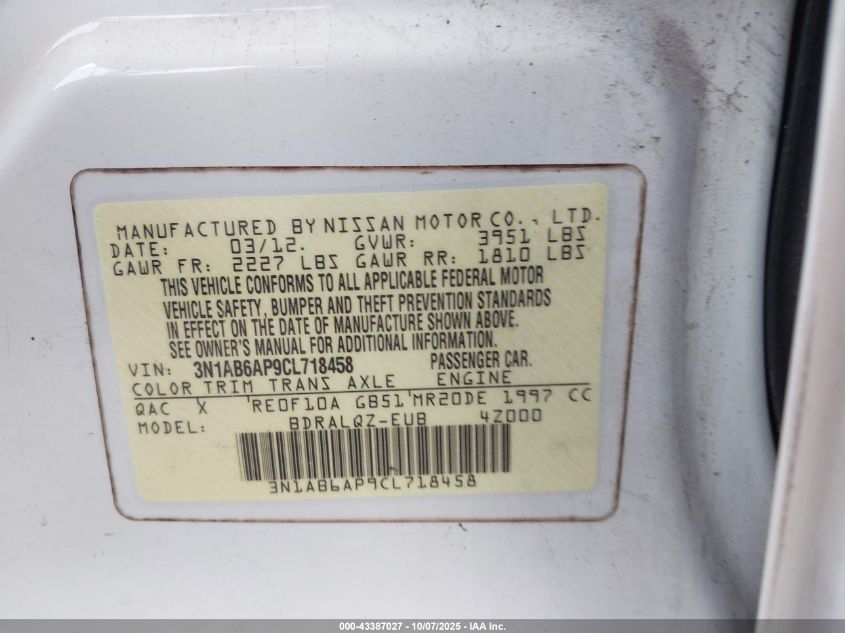 MANUFACTURED BY NISSAN MOTOR CO., LTD.
DATE: 03/12. GVWR: 3951 LBS
GAWR FR: 2227 LBS GAWR RR: 1810 LBS
THIS VEHICLE CONFORMS TO ALL APPLICABLE FEDERAL MOTOR
VEHICLE SAFETY, BUMPER AND THEFT PREVENTION STANDARDS
IN EFFECT ON THE DATE OF MANUFACTURE SHOWN ABOVE.
SEE OWNER'S MANUAL FOR ADDITIONAL INFORMATION.
VIN: 3N1AB6AP9CL718458 PASSENGER CAR.
COLOR TRIM TRANS AXLE ENGINE
QAC X RE0F10A GB51 MR20DE 1997 CC
MODEL: BDRALQZ-EUB 4Z000
3N1AB6AP9CL718458
000-43387027 - 10/07/2025 - IAA Inc.